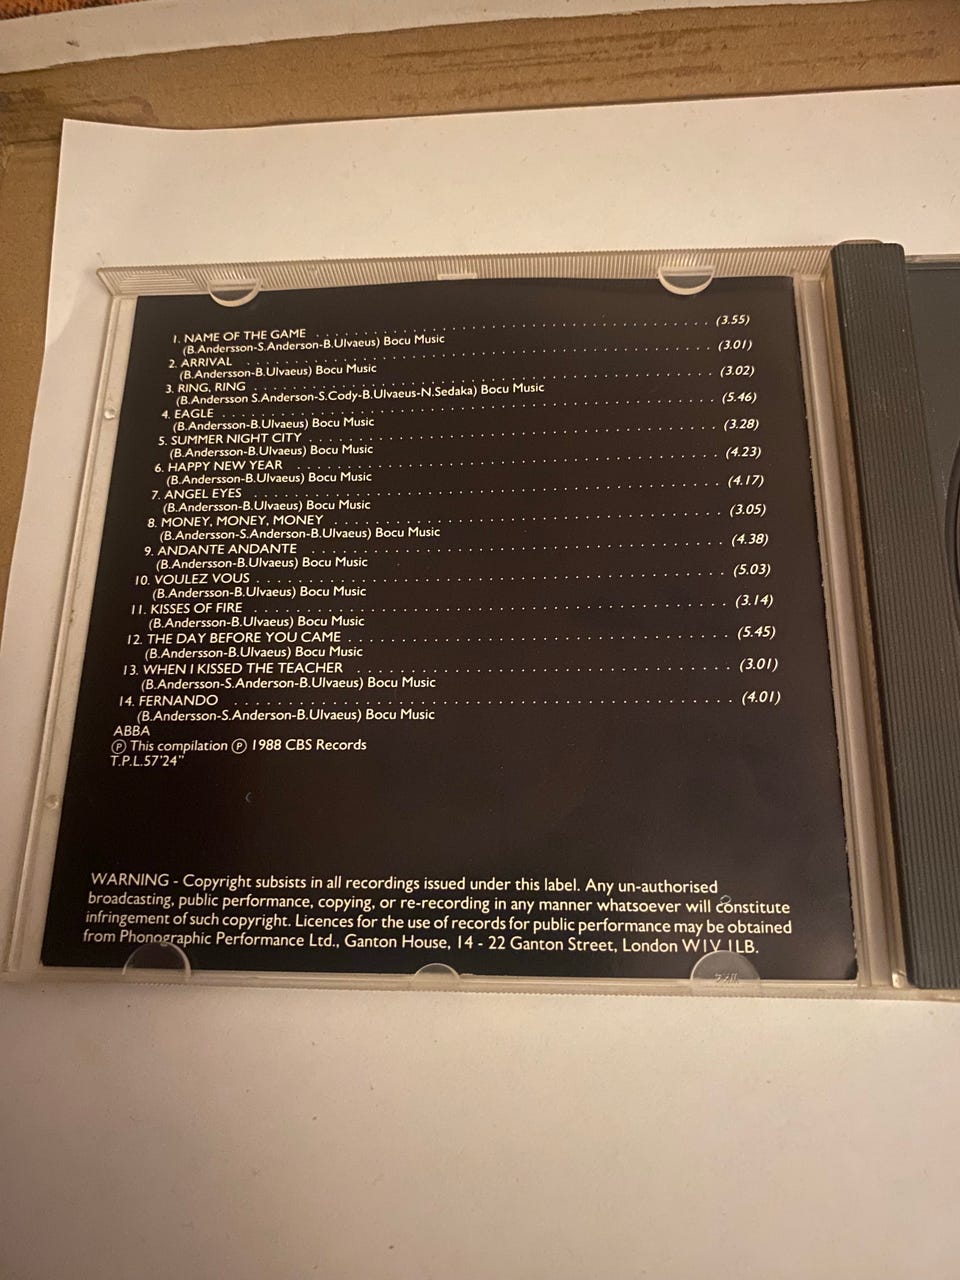 1. NAME OF THE GAME . . . . . . . . . . . . . . . . . . . . . . . . . . . . . . (3.55)
(B.Andersson-S.Anderson-B.Ulvaeus) Bocu Music
2. ARRIVAL . . . . . . . . . . . . . . . . . . . . . . . . . . . . . . (3.01)
(B.Andersson-B.Ulvaeus) Bocu Music
3. RING, RING . . . . . . . . . . . . . . . . . . . . . . . . . . . . . . (3.02)
(B.Andersson S.Anderson-S.Cody-B.Ulvaeus-N.Sedaka) Bocu Music
4. EAGLE . . . . . . . . . . . . . . . . . . . . . . . . . . . . . . (5.46)
(B.Andersson-B.Ulvaeus) Bocu Music
5. SUMMER NIGHT CITY . . . . . . . . . . . . . . . . . . . . . . . . . . . . . . (3.28)
(B.Andersson-B.Ulvaeus) Bocu Music
6. HAPPY NEW YEAR . . . . . . . . . . . . . . . . . . . . . . . . . . . . . . (4.23)
(B.Andersson-B.Ulvaeus) Bocu Music
7. ANGEL EYES . . . . . . . . . . . . . . . . . . . . . . . . . . . . . . (4.17)
(B.Andersson-B.Ulvaeus) Bocu Music
8. MONEY, MONEY, MONEY . . . . . . . . . . . . . . . . . . . . . . . . . . . . . . (3.05)
(B.Andersson-S.Anderson-B.Ulvaeus) Bocu Music
9. ANDANTE ANDANTE . . . . . . . . . . . . . . . . . . . . . . . . . . . . . . (4.38)
(B.Andersson-B.Ulvaeus) Bocu Music
10. VOULEZ VOUS . . . . . . . . . . . . . . . . . . . . . . . . . . . . . . (5.03)
(B.Andersson-B.Ulvaeus) Bocu Music
11. KISSES OF FIRE . . . . . . . . . . . . . . . . . . . . . . . . . . . . . . (3.14)
(B.Andersson-B.Ulvaeus) Bocu Music
12. THE DAY BEFORE YOU CAME . . . . . . . . . . . . . . . . . . . . . . . . . . . . . . (5.45)
(B.Andersson-B.Ulvaeus) Bocu Music
13. WHEN I KISSED THE TEACHER . . . . . . . . . . . . . . . . . . . . . . . . . . . . . . (3.01)
(B.Andersson-S.Anderson-B.Ulvaeus) Bocu Music
14. FERNANDO . . . . . . . . . . . . . . . . . . . . . . . . . . . . . . (4.01)
(B.Andersson-S.Anderson-B.Ulvaeus) Bocu Music
ABBA
Ⓟ This compilation Ⓟ 1988 CBS Records
T.P.L.57'24"
WARNING - Copyright subsists in all recordings issued under this label. Any un-authorised
broadcasting, public performance, copying, or re-recording in any manner whatsoever will constitute
infringement of such copyright. Licences for the use of records for public performance may be obtained
from Phonographic Performance Ltd., Ganton House, 14 - 22 Ganton Street, London W1V 1LB.